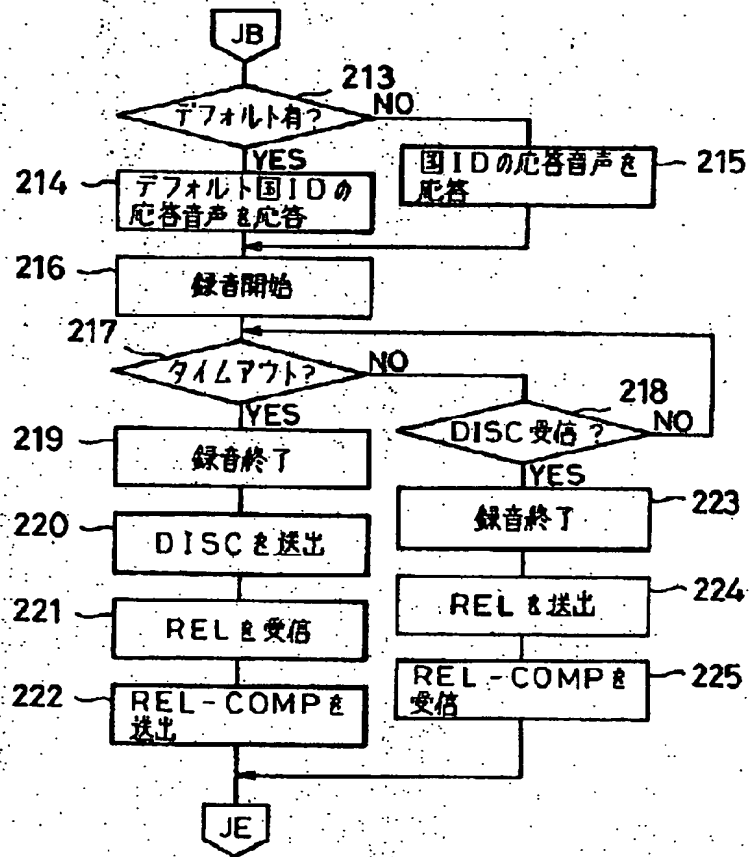 JB
213
デフォルト有?
NO
YES
214
デフォルト国IDの
応答音声を応答
国IDの応答音声を
応答
215
216
録音開始
217
タイムアウト?
NO
218
YES
DISC受信?
NO
219
録音終了
YES
録音終了
223
220
DISCを送出
221
RELを受信
RELを送出
224
222
REL-COMPを
送出
REL-COMPを
受信
225
JE